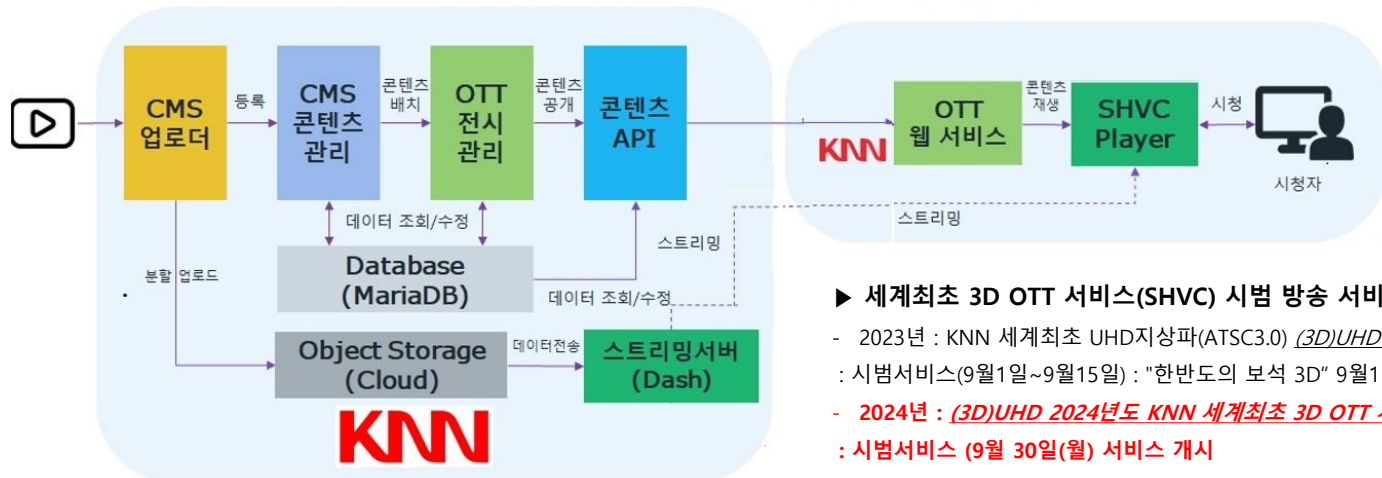 CMS
업로더
등록
CMS
콘텐츠
관리
콘텐츠
배치
OTT
전시
관리
콘텐츠
공개
콘텐츠
API
KNN
OTT
웹 서비스
콘텐츠
재생
SHVC
Player
시청
시청자
데이터 조회/수정
스트리밍
스트리밍
분할 업로드
Database
(MariaDB)
데이터 조회/수정
Object Storage
(Cloud)
데이터전송
스트리밍서버
(Dash)
KNN
▶ 세계최초 3D OTT 서비스(SHVC) 시범 방송 서비
- 2023년 : KNN 세계최초 UHD지상파(ATSC3.0) (3D)UHD
: 시범서비스(9월1일~9월15일) : "한반도의 보석 3D“ 9월1
- 2024년 : (3D)UHD 2024년도 KNN 세계최초 3D OTT
: 시범서비스 (9월 30일(월) 서비스 개시